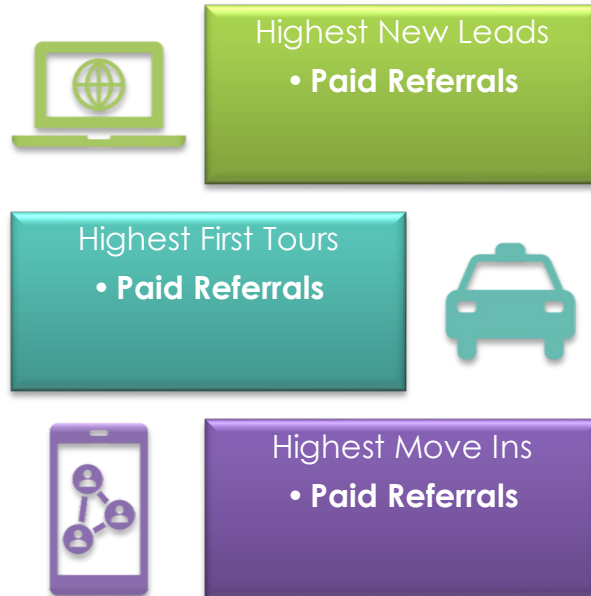 Highest New Leads
• Paid Referrals
Highest First Tours
• Paid Referrals
Highest Move Ins
• Paid Referrals